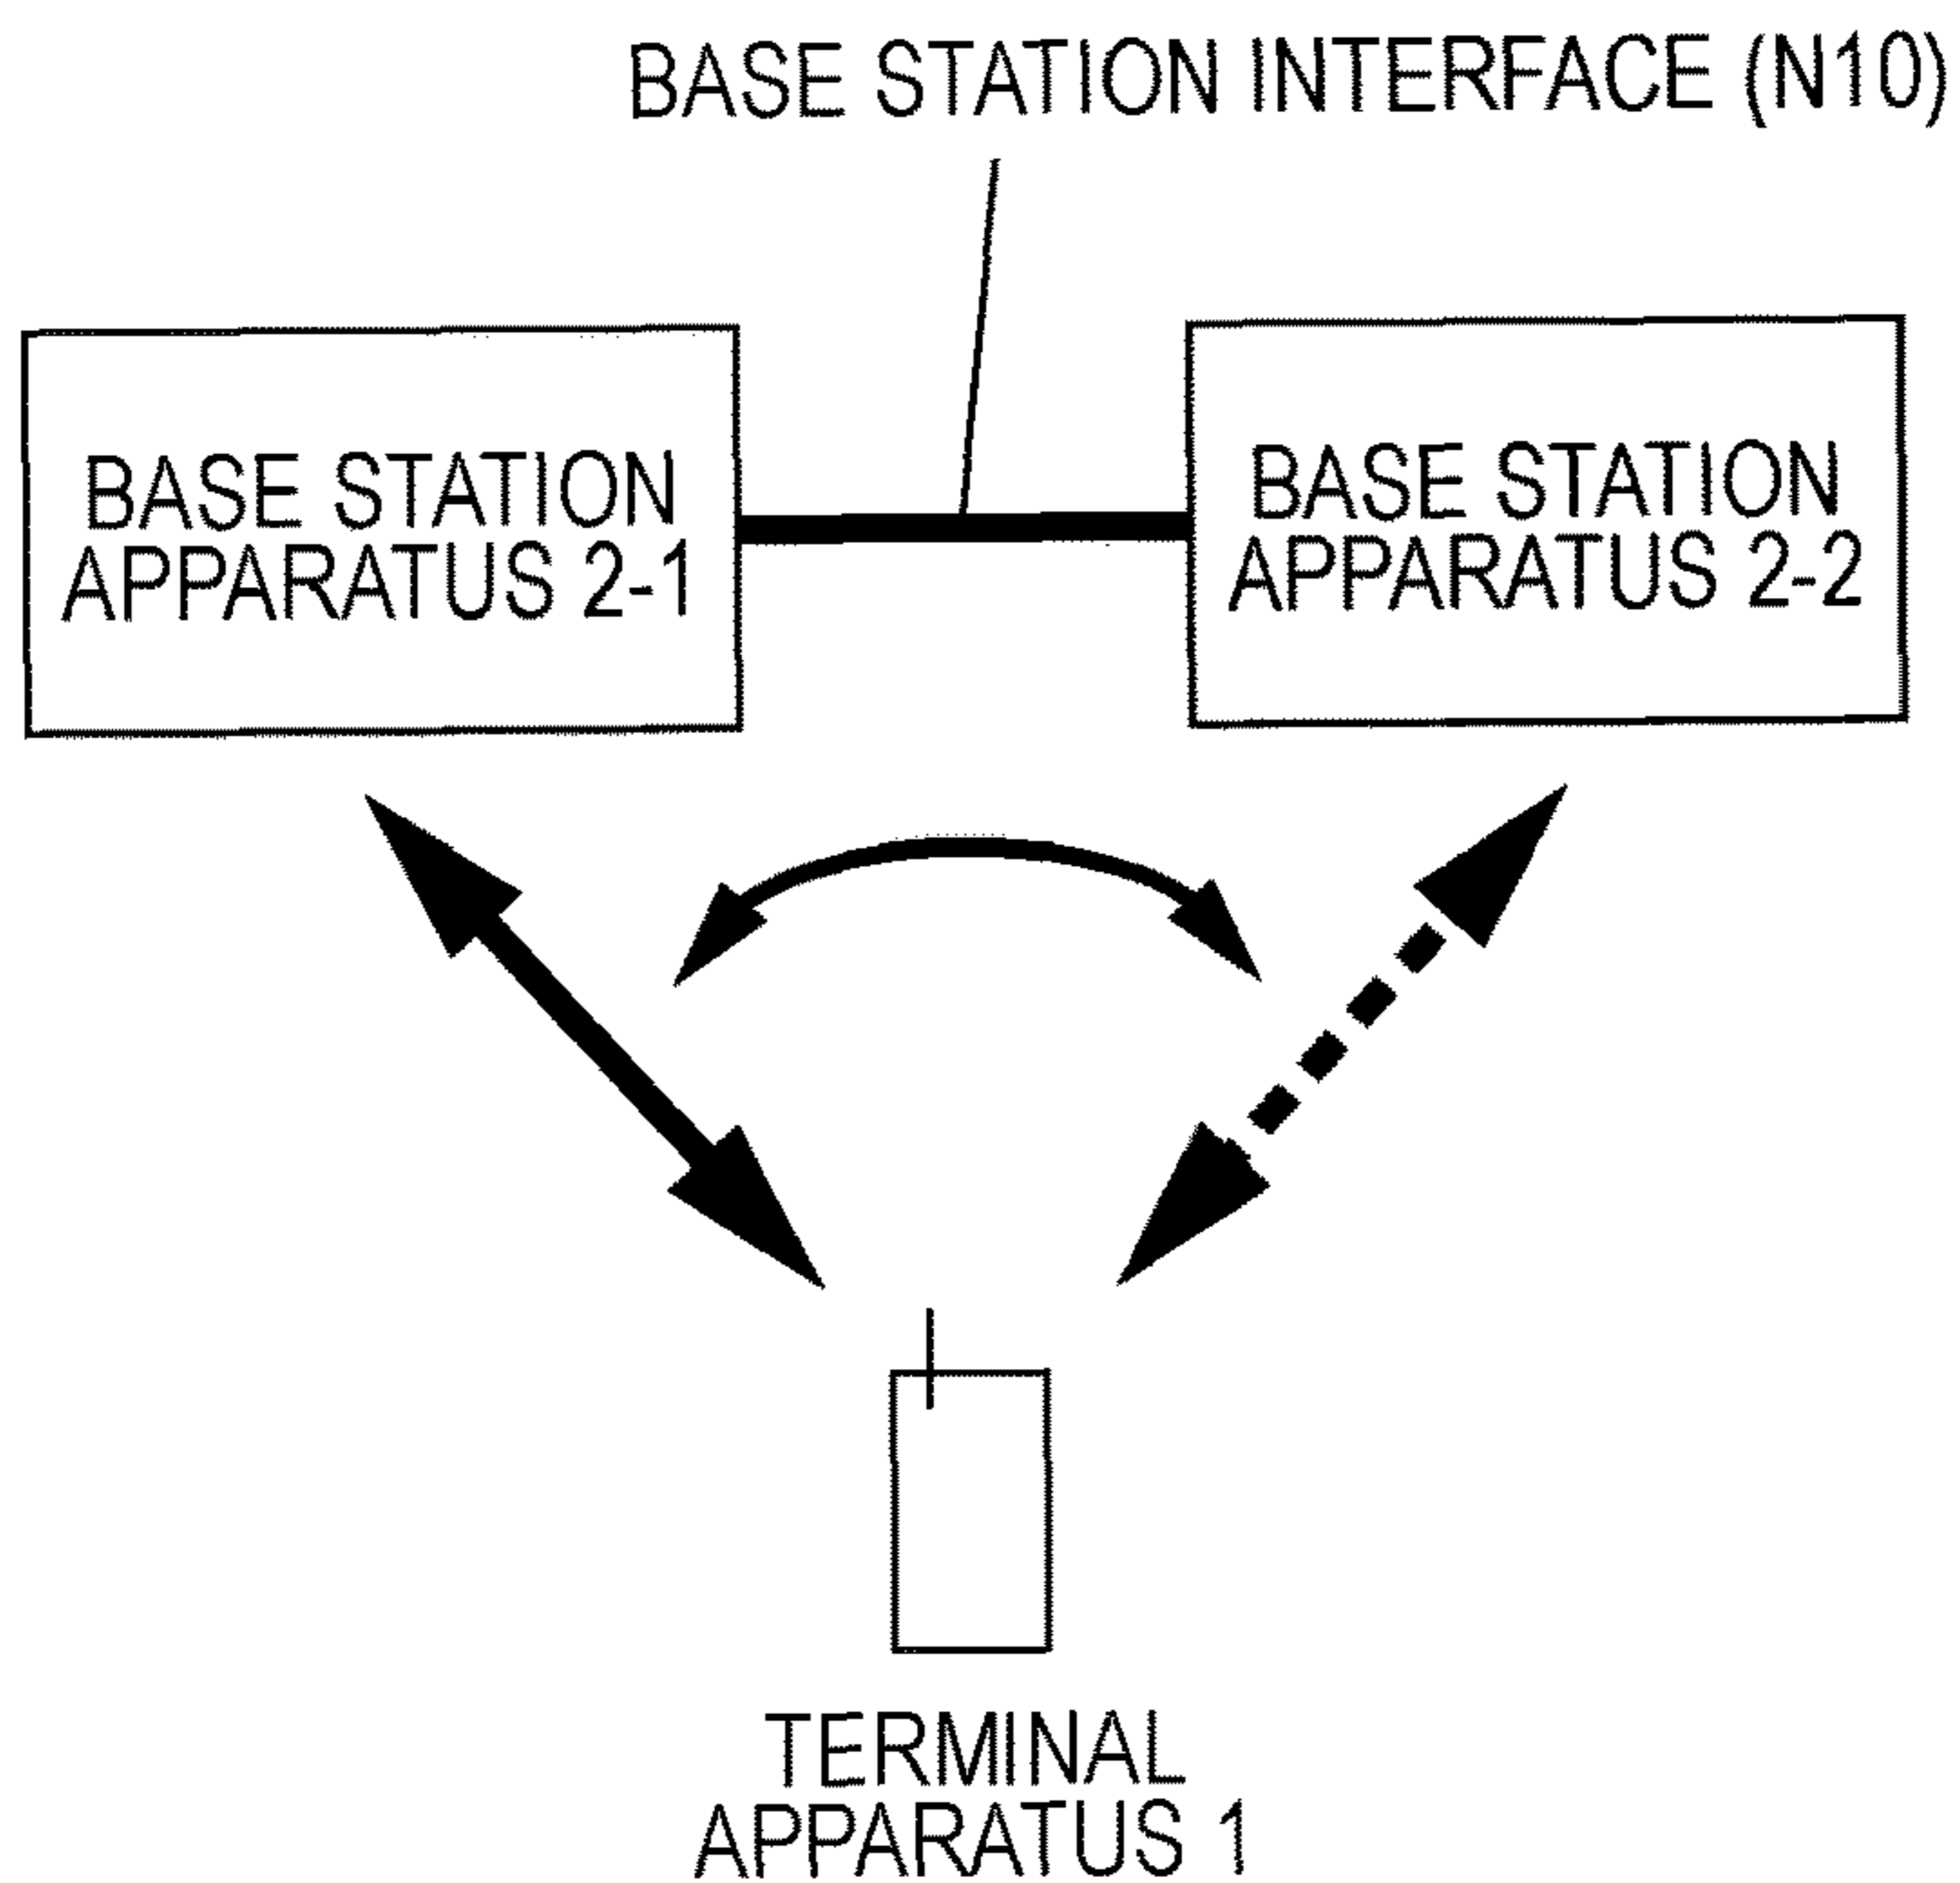 BASE STATION INTERFACE (N10)
BASE STATION
APPARATUS 2-1
BASE STATION
APPARATUS 2-2
TERMINAL
APPARATUS 1